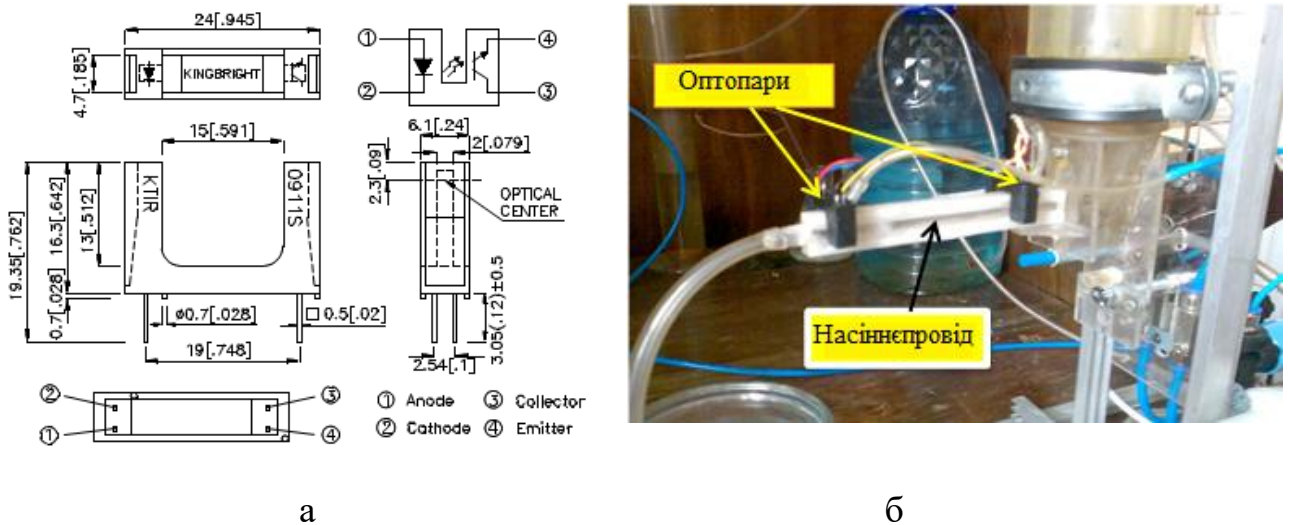 24[.945]
4.7[.185]
KINGBRIGHT
①
④
②
③
15[.591]
6.1[.24]
2[.079]
2.3[.09]
OPTICAL
CENTER
19.35[.762]
16.3[.642]
13[.512]
KTIR
0911S
0.7[.028]
ø0.7[.028]
□ 0.5[.02]
3.05(.12)±0.5
19[.748]
2.54[.1]
②
③
①
④
① Anode ③ Collector
② Cathode ④ Emitter
Оптопари
Насіннєпровід
а
б